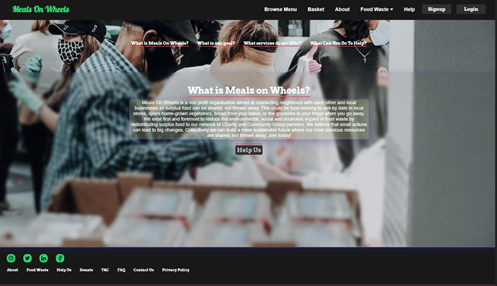 Meals On Wheels
Browse Menu Basket About Food Waste Help Signup Login
What is Meals On Wheels? What is our goal? What services do we offer? What Can You Do To Help?
What is Meals on Wheels?
Meals On Wheels is a non profit organisation aimed at connecting neighbours with each other and local
businesses so surplus food can be shared, not thrown away. This could be food nearing its sell-by date in local
stores, spare home-grown vegetables, bread from your baker, or the groceries in your fridge when you go away.
We exist first and foremost to reduce the environmental, social and economic impact of food waste by
redistributing surplus food to our network of Charity and Community Group partners. We believe that small actions
can lead to big changes. Collectively we can build a more sustainable future where our most precious resources
are shared, not thrown away. Join today!
Help Us
About Food Waste Help Us Donate T&C FAQ Contact Us Privacy Policy